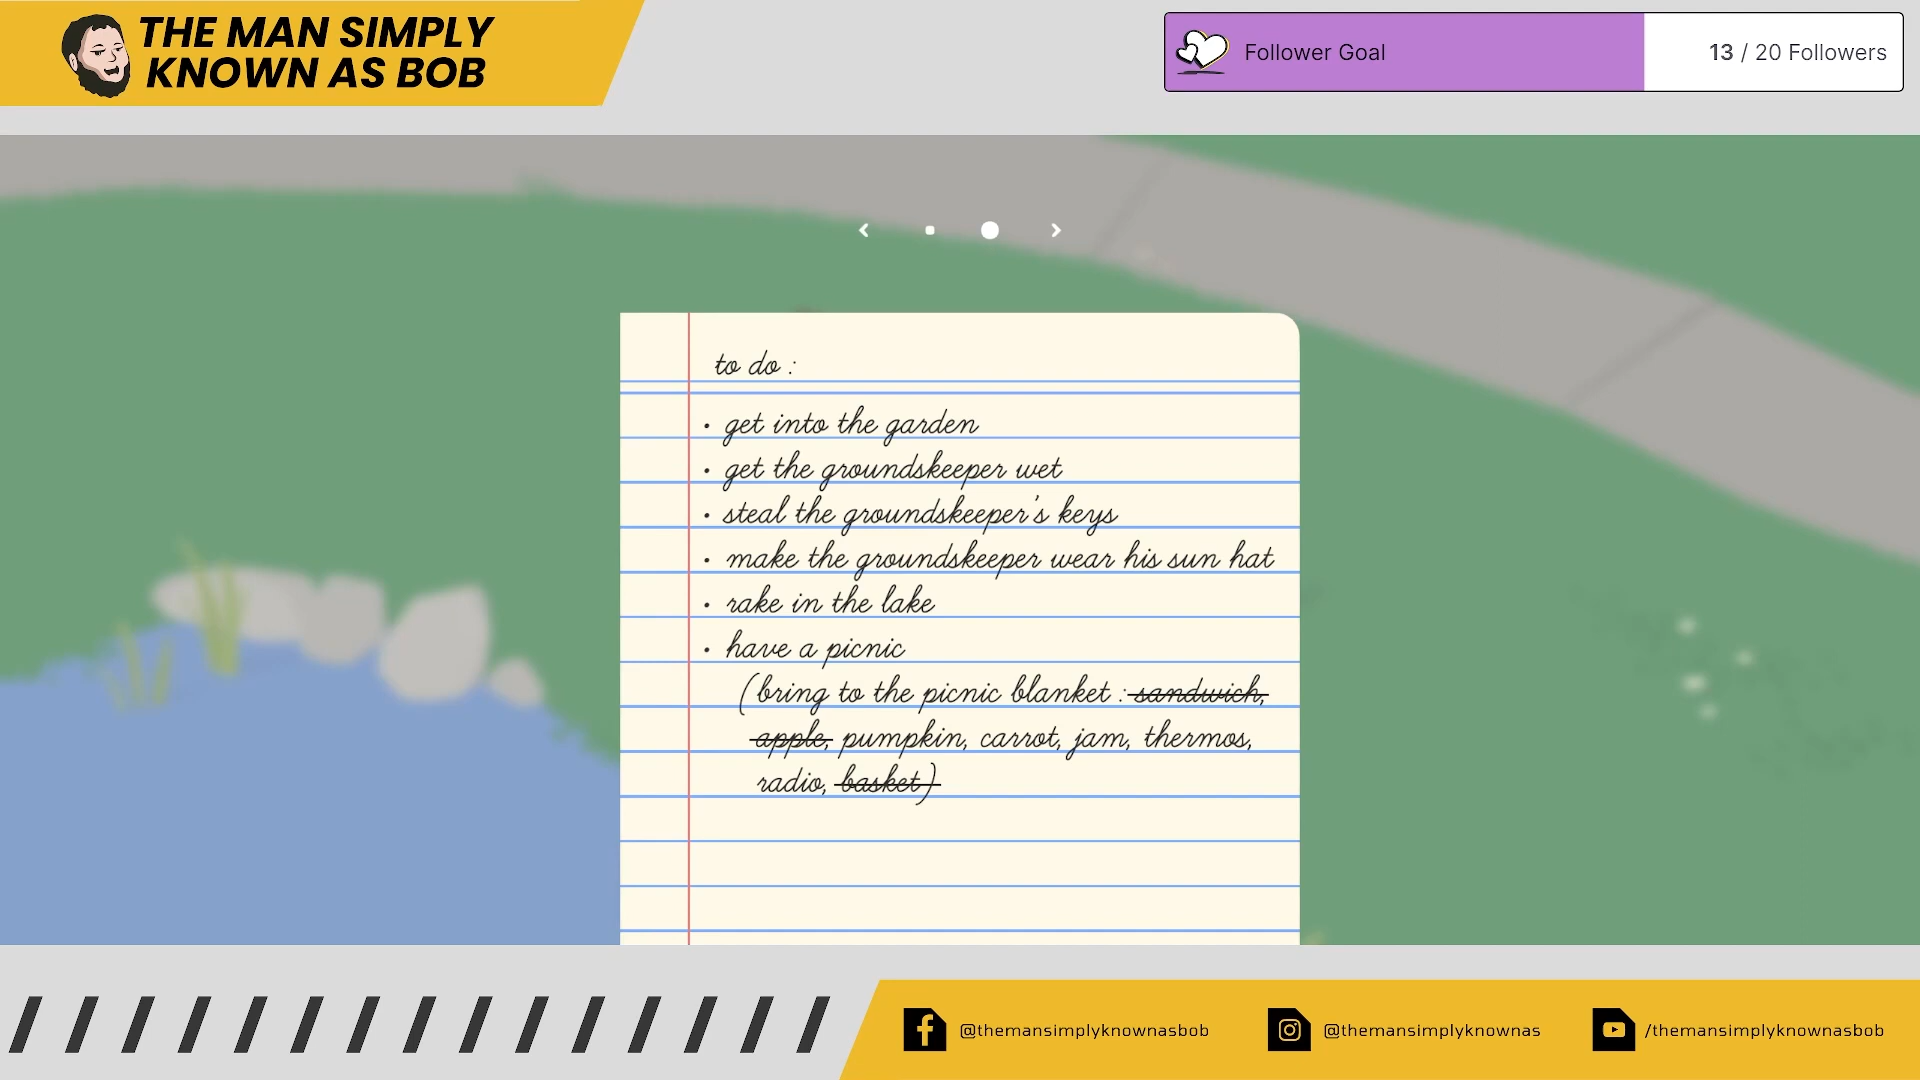 THE MAN SIMPLY
KNOWN AS BOB
Follower Goal
13 / 20 Followers
to do :
• get into the garden
• get the groundskeeper wet
• steal the groundskeeper's keys
• make the groundskeeper wear his sun hat
• rake in the lake
• have a picnic
(bring to the picnic blanket : sandwich,
apple, pumpkin, carrot, jam, thermos,
radio, basket)
@themansimplyknownasbob
@themansimplyknownas
/themansimplyknownasbob